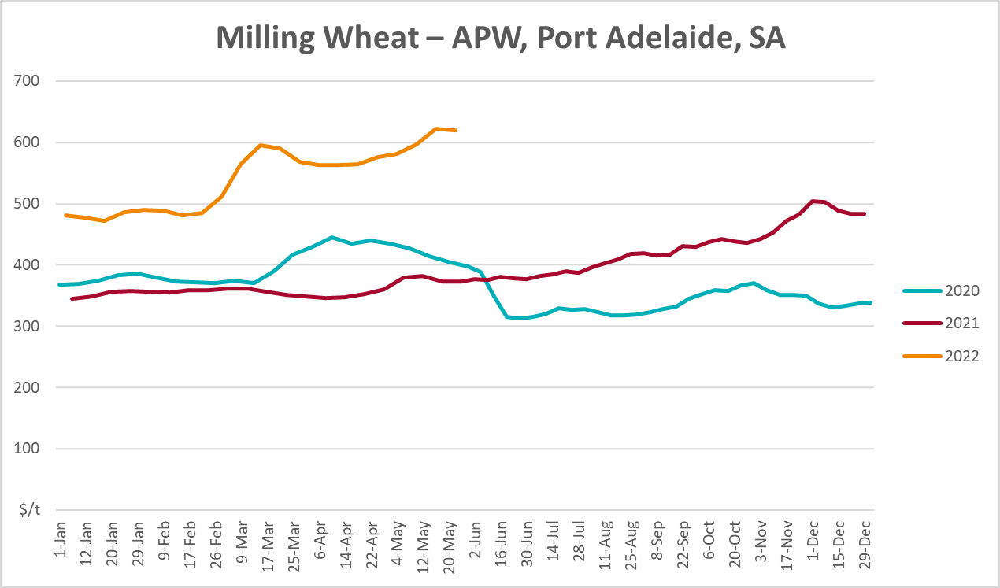 Milling Wheat – APW, Port Adelaide, SA
700
600
500
400
300
200
100
$/t
1-Jan
12-Jan
20-Jan
29-Jan
9-Feb
18-Feb
26-Feb
9-Mar
17-Mar
25-Mar
6-Apr
14-Apr
22-Apr
4-May
12-May
20-May
2-Jun
16-Jun
30-Jun
14-Jul
28-Jul
11-Aug
25-Aug
8-Sep
22-Sep
6-Oct
20-Oct
3-Nov
17-Nov
1-Dec
15-Dec
29-Dec
2020
2021
2022